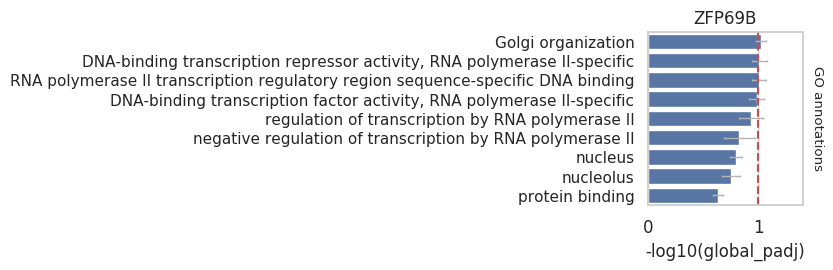 ZFP69B
Golgi organization
DNA-binding transcription repressor activity, RNA polymerase II-specific
RNA polymerase II transcription regulatory region sequence-specific DNA binding
DNA-binding transcription factor activity, RNA polymerase II-specific
regulation of transcription by RNA polymerase II
negative regulation of transcription by RNA polymerase II
nucleus
nucleolus
protein binding
GO annotations
0 1
-log10(global_padj)